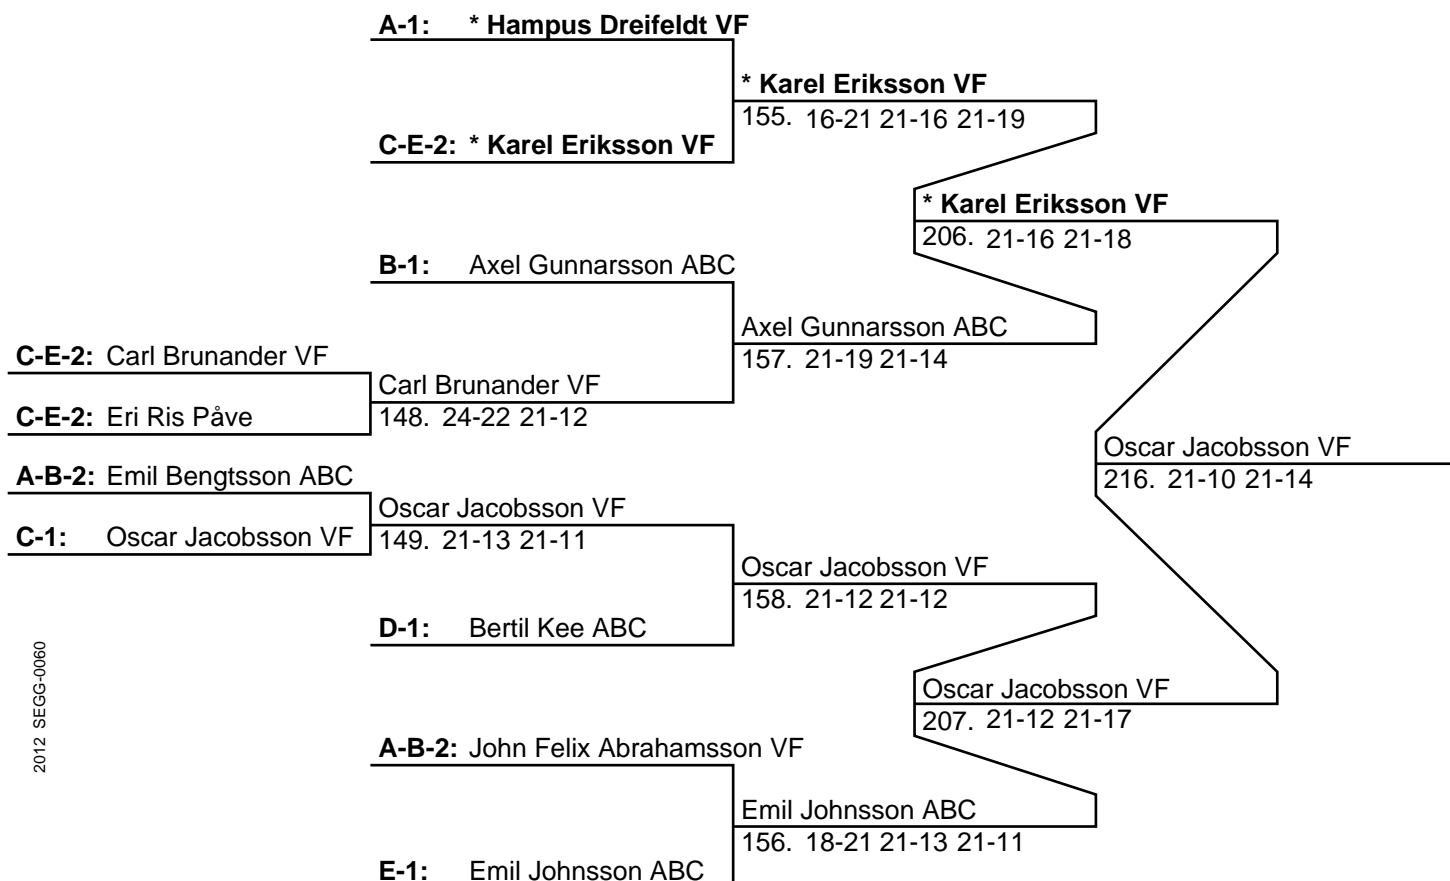 A-1: * Hampus Dreifeldt VF
* Karel Eriksson VF
155. 16-21 21-16 21-19
C-E-2: * Karel Eriksson VF
* Karel Eriksson VF
206. 21-16 21-18
B-1: Axel Gunnarsson ABC
Axel Gunnarsson ABC
157. 21-19 21-14
C-E-2: Carl Brunander VF
Carl Brunander VF
148. 24-22 21-12
C-E-2: Eri Ris Påve
Oscar Jacobsson VF
216. 21-10 21-14
A-B-2: Emil Bengtsson ABC
Oscar Jacobsson VF
149. 21-13 21-11
C-1: Oscar Jacobsson VF
Oscar Jacobsson VF
158. 21-12 21-12
D-1: Bertil Kee ABC
Oscar Jacobsson VF
207. 21-12 21-17
2012 SEGG-0060
A-B-2: John Felix Abrahamsson VF
Emil Johnsson ABC
156. 18-21 21-13 21-11
E-1: Emil Johnsson ABC